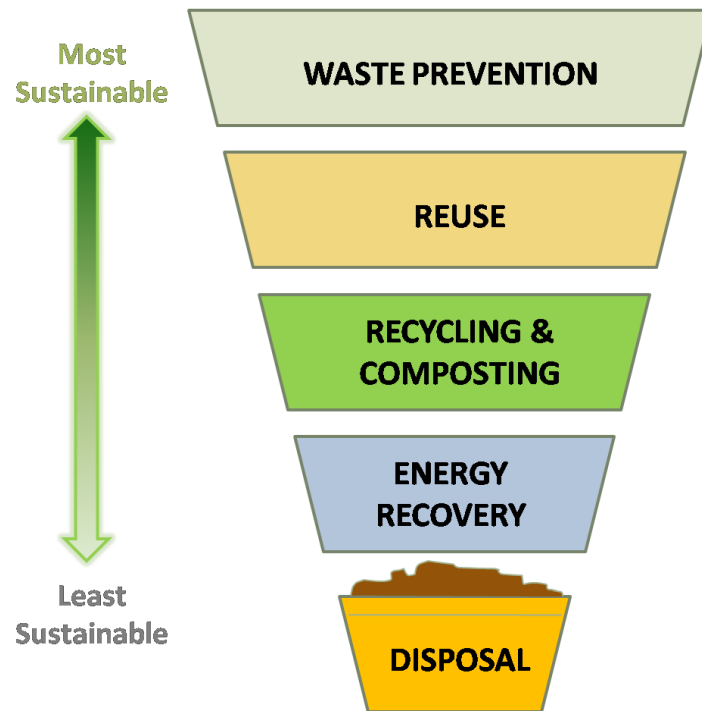 Most
Sustainable
WASTE PREVENTION
REUSE
RECYCLING &
COMPOSTING
ENERGY
RECOVERY
Least
Sustainable
DISPOSAL